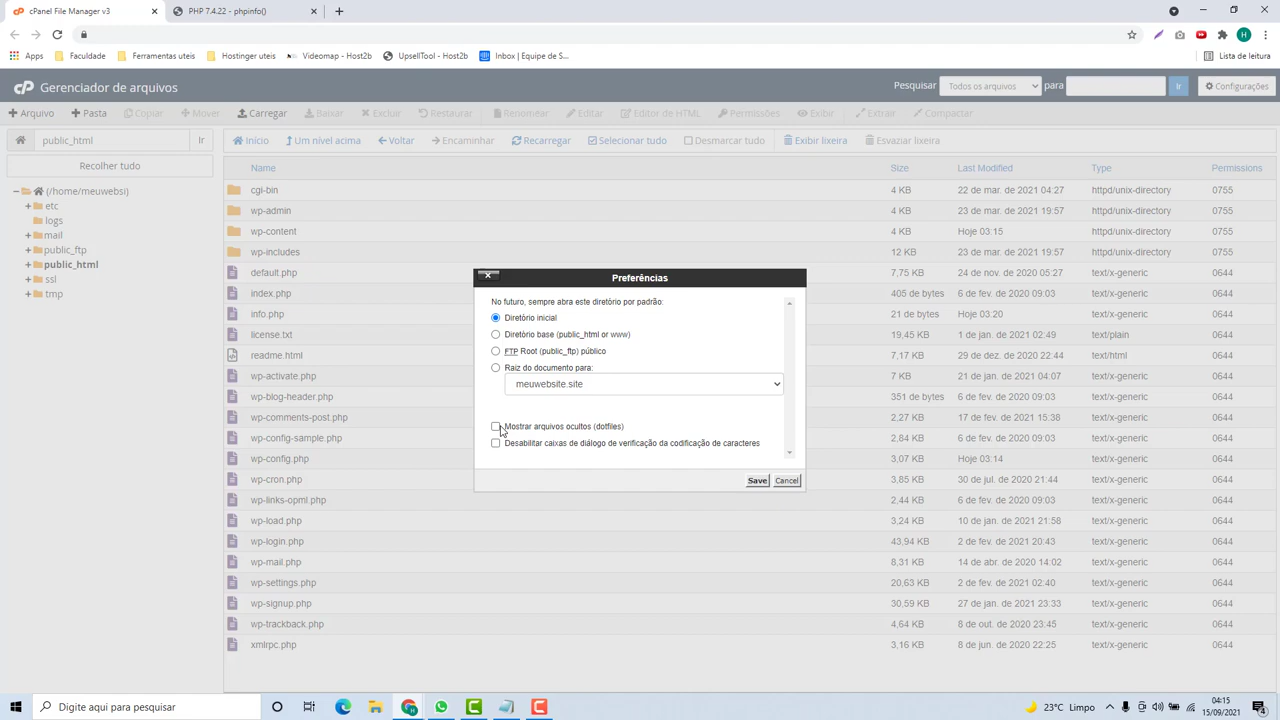 cPanel File Manager v3
PHP 7.4.22 - phpinfo()
Apps
Faculdade
Ferramentas uteis
Hostinger uteis
Videomap - Host2b
UpsellTool - Host2b
Inbox | Equipe de S...
Lista de leitura
cP Gerenciador de arquivos
Pesquisar Todos os arquivos para Ir Configurações
Arquivo Pasta Copiar Mover Carregar Baixar Excluir Restaurar Renomear Editar Editor de HTML Permissões Exibir Extrair Compactar
public_html Ir
Início Um nível acima Voltar Encaminhar Recarregar Selecionar tudo Desmarcar tudo Exibir lixeira Esvaziar lixeira
Recolher tudo
(/home/meuwebsi)
etc
logs
mail
public_ftp
public_html
ssl
tmp
Name Size Last Modified Type Permissions
cgi-bin 4 KB 22 de mar. de 2021 04:27 httpd/unix-directory 0755
wp-admin 4 KB 23 de mar. de 2021 19:57 httpd/unix-directory 0755
wp-content 4 KB Hoje 03:15 httpd/unix-directory 0755
wp-includes 12 KB 23 de mar. de 2021 19:57 httpd/unix-directory 0755
default.php 7,75 KB 24 de nov. de 2020 05:27 text/x-generic 0644
index.php 405 de bytes 6 de fev. de 2020 09:03 text/x-generic 0644
info.php 21 de bytes Hoje 03:20 text/x-generic 0644
license.txt 19,45 KB 1 de jan. de 2021 02:49 text/plain 0644
readme.html 7,17 KB 29 de dez. de 2020 22:44 text/html 0644
wp-activate.php 7 KB 23 de jan. de 2021 01:37 text/x-generic 0644
wp-blog-header.php 351 de bytes 6 de fev. de 2020 09:03 text/x-generic 0644
wp-comments-post.php 2,27 KB 17 de fev. de 2021 15:38 text/x-generic 0644
wp-config-sample.php 2,84 KB 6 de fev. de 2020 09:03 text/x-generic 0644
wp-config.php 3,07 KB Hoje 03:14 text/x-generic 0644
wp-cron.php 3,85 KB 30 de jul. de 2020 21:44 text/x-generic 0644
wp-links-opml.php 2,44 KB 6 de fev. de 2020 09:03 text/x-generic 0644
wp-load.php 3,24 KB 10 de jan. de 2021 21:58 text/x-generic 0644
wp-login.php 43,94 KB 2 de fev. de 2021 20:43 text/x-generic 0644
wp-mail.php 8,31 KB 14 de abr. de 2020 14:02 text/x-generic 0644
wp-settings.php 20,63 KB 2 de fev. de 2021 02:40 text/x-generic 0644
wp-signup.php 30,59 KB 27 de jan. de 2021 23:33 text/x-generic 0644
wp-trackback.php 4,64 KB 8 de out. de 2020 23:45 text/x-generic 0644
xmlrpc.php 3,16 KB 8 de jun. de 2020 22:25 text/x-generic 0644
Preferências
No futuro, sempre abra este diretório por padrão:
Diretório inicial
Diretório base (public_html or www)
FTP Root (public_ftp) público
Raiz do documento para:
meuwebsite.site
Mostrar arquivos ocultos (dotfiles)
Desabilitar caixas de diálogo de verificação da codificação de caracteres
Save Cancel
Digite aqui para pesquisar
23°C Limpo
04:15
15/09/2021